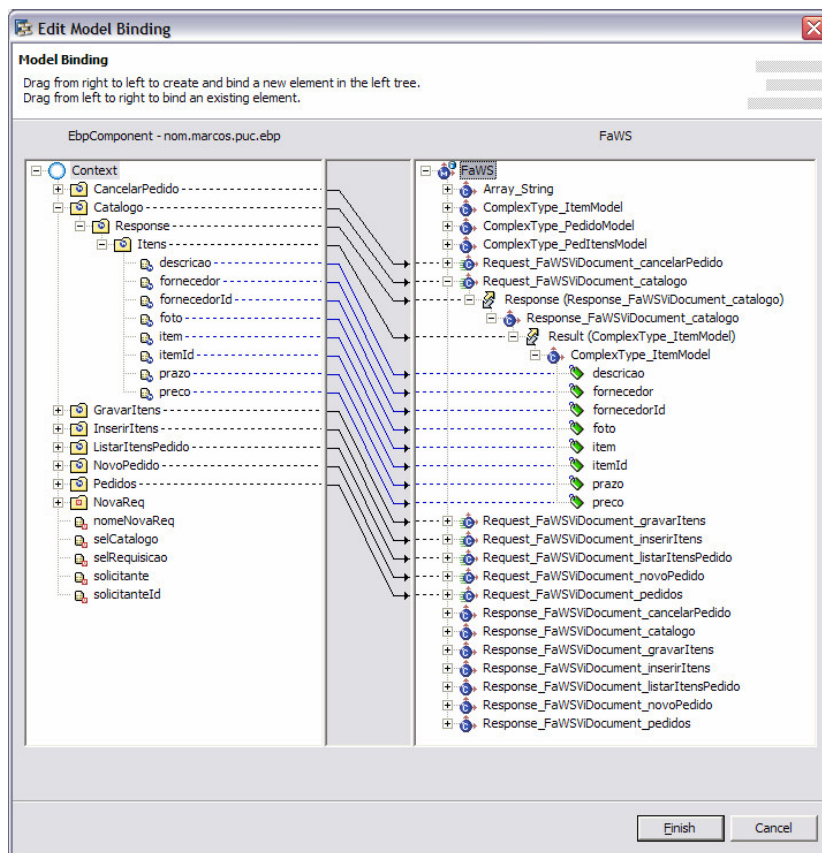 Edit Model Binding
Model Binding
Drag from right to left to create and bind a new element in the left tree.
Drag from left to right to bind an existing element.
EbpComponent - nom.marcos.puc.ebp
Context
CancelarPedido
Catalogo
Response
Itens
descricao
fornecedor
fornecedorId
foto
item
itemId
prazo
preco
GravarItens
InserirItens
ListarItensPedido
NovoPedido
Pedidos
NovaReq
nomeNovaReq
selCatalogo
selRequisicao
solicitante
solicitanteId
FaWS
FaWS
Array_String
ComplexType_ItemModel
ComplexType_PedidoModel
ComplexType_PedItensModel
Request_FaWSViDocument_cancelarPedido
Request_FaWSViDocument_catalogo
Response (Response_FaWSViDocument_catalogo)
Response_FaWSViDocument_catalogo
Result (ComplexType_ItemModel)
ComplexType_ItemModel
descricao
fornecedor
fornecedorId
foto
item
itemId
prazo
preco
Request_FaWSViDocument_gravarItens
Request_FaWSViDocument_inserirItens
Request_FaWSViDocument_listarItensPedido
Request_FaWSViDocument_novoPedido
Request_FaWSViDocument_pedidos
Response_FaWSViDocument_cancelarPedido
Response_FaWSViDocument_catalogo
Response_FaWSViDocument_gravarItens
Response_FaWSViDocument_inserirItens
Response_FaWSViDocument_listarItensPedido
Response_FaWSViDocument_novoPedido
Response_FaWSViDocument_pedidos
Finish
Cancel